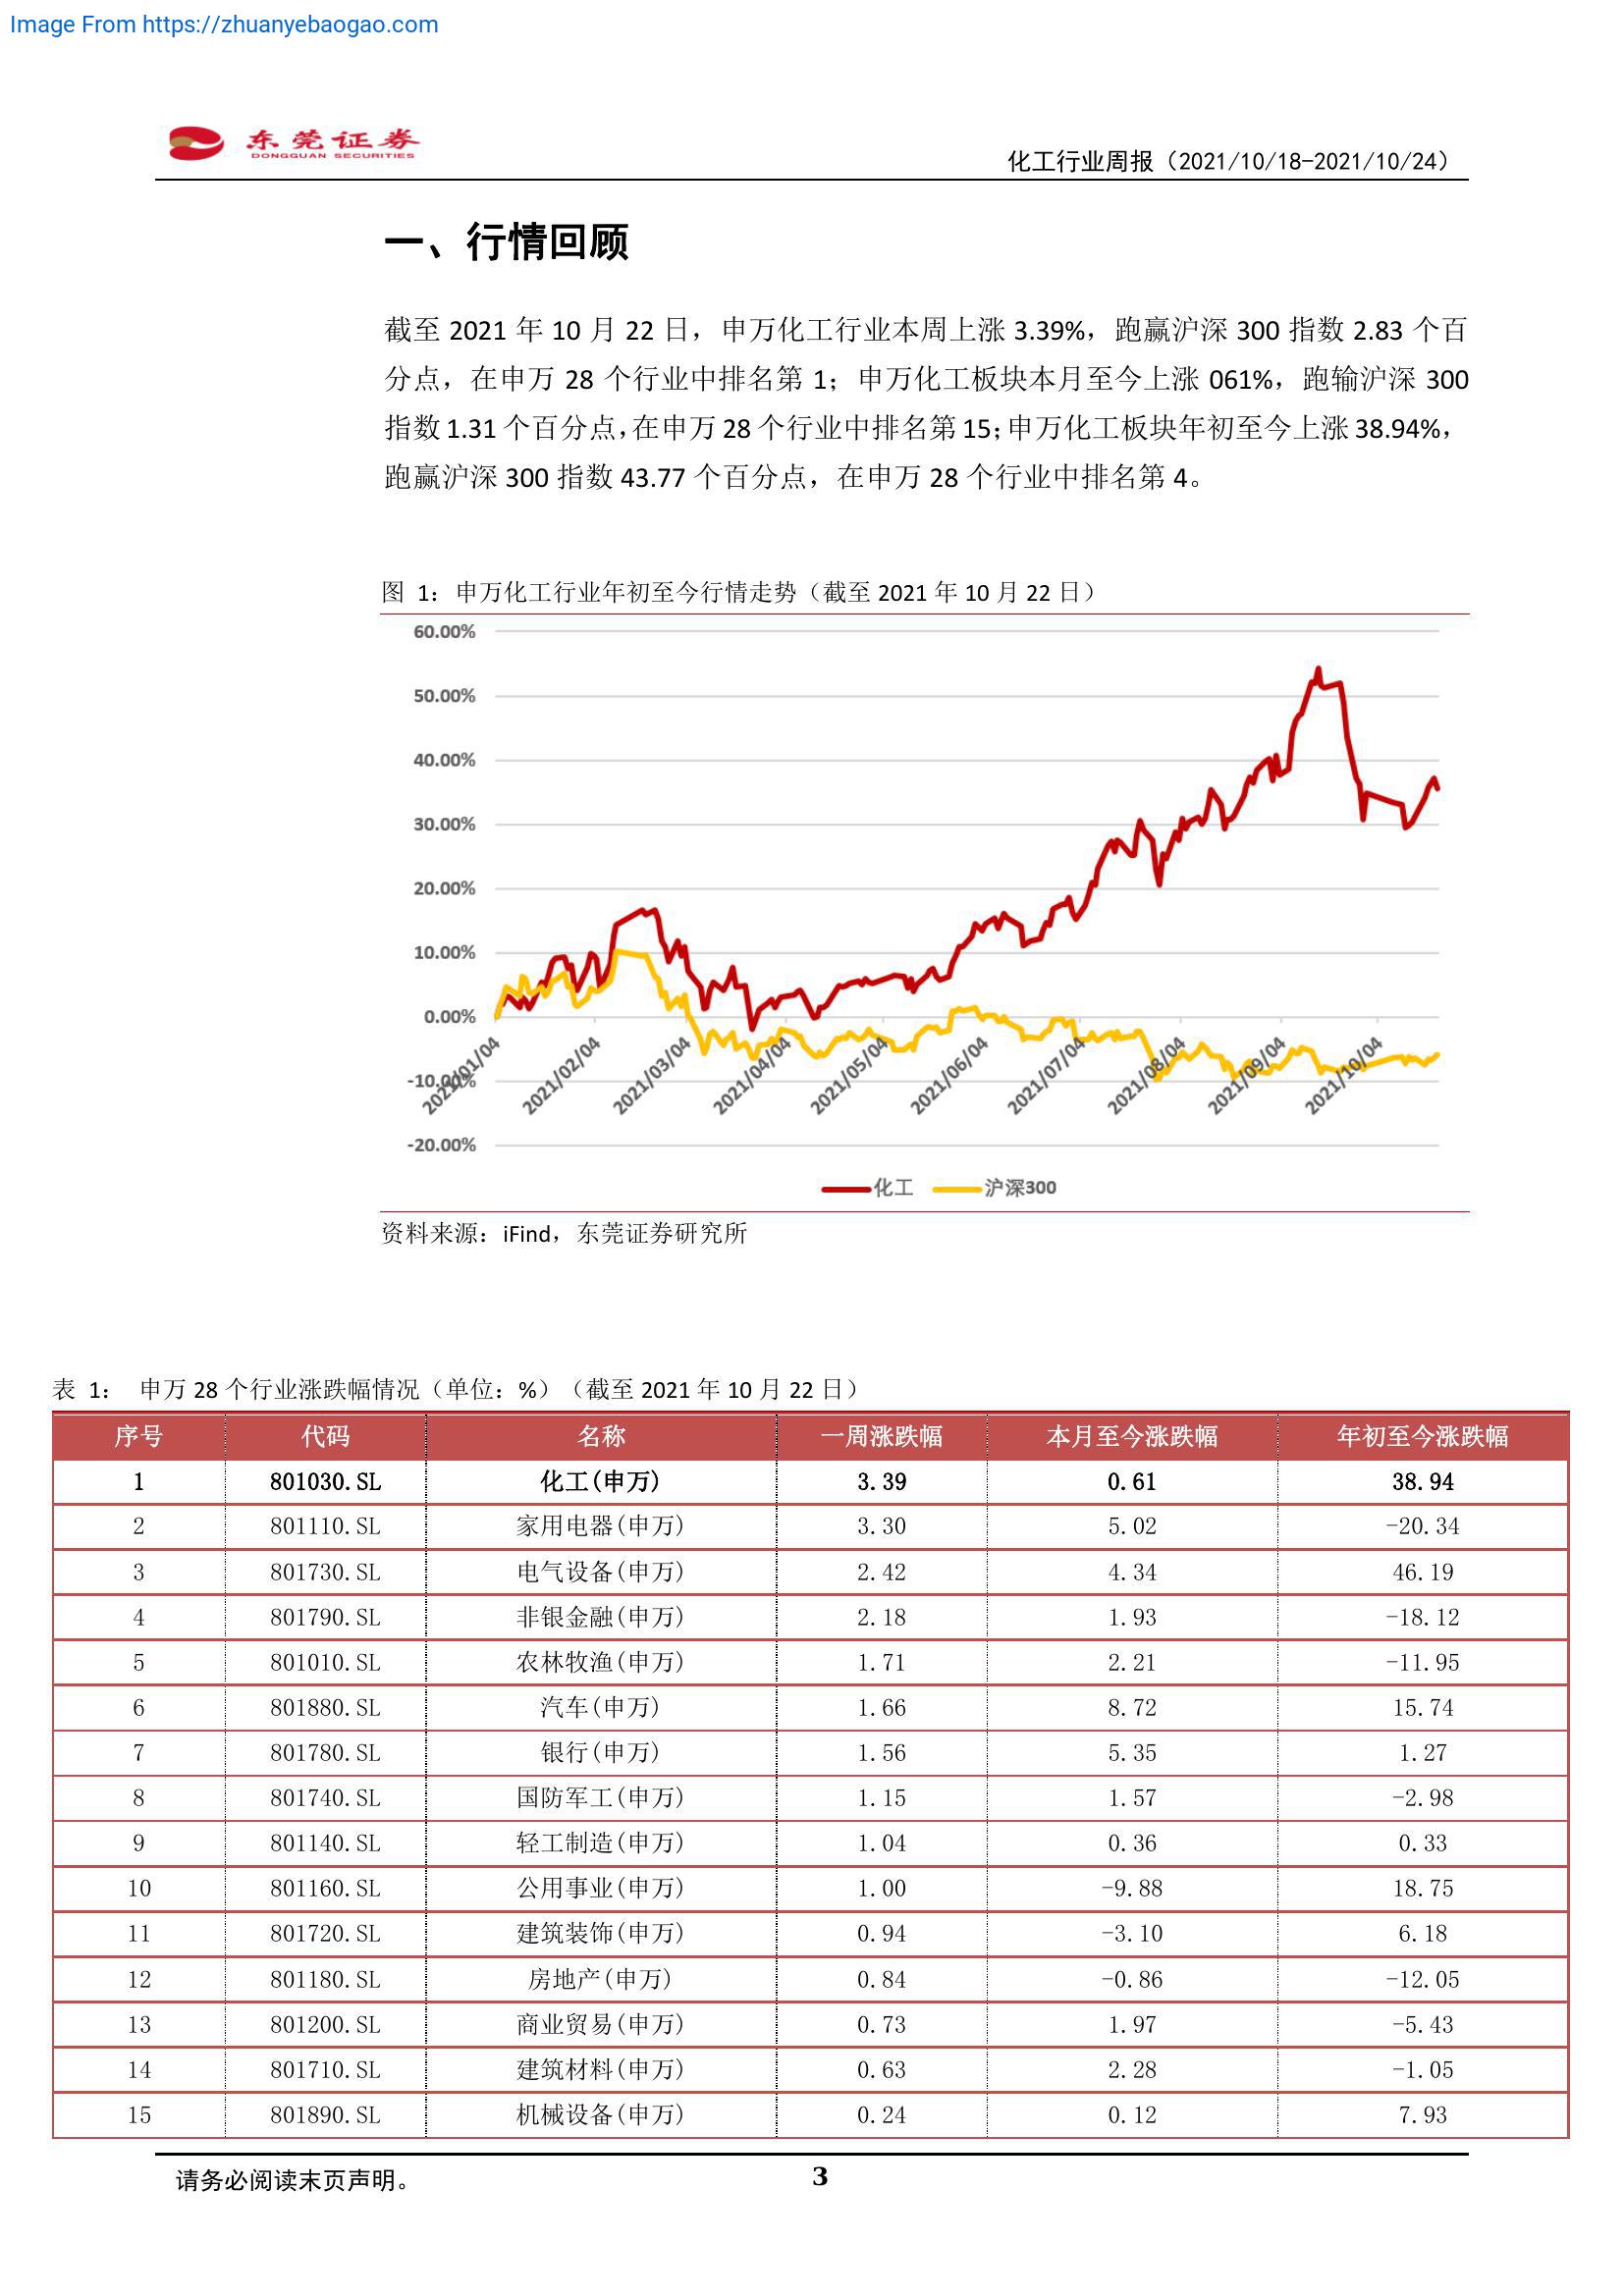 Image From https://zhuanyebaogao.com
东莞证券
DONGGUAN SECURITIES
化工行业周报（2021/10/18-2021/10/24）
一、行情回顾
截至 2021 年 10 月 22 日，申万化工行业本周上涨 3.39%，跑赢沪深 300 指数 2.83 个百
分点，在申万 28 个行业中排名第 1；申万化工板块本月至今上涨 061%，跑输沪深 300
指数 1.31 个百分点，在申万 28 个行业中排名第 15；申万化工板块年初至今上涨 38.94%，
跑赢沪深 300 指数 43.77 个百分点，在申万 28 个行业中排名第 4。
图 1：申万化工行业年初至今行情走势（截至 2021 年 10 月 22 日）
60.00%
50.00%
40.00%
30.00%
20.00%
10.00%
0.00%
-10.00%
-20.00%
2021/01/04 2021/02/04 2021/03/04 2021/04/04 2021/05/04 2021/06/04 2021/07/04 2021/08/04 2021/09/04 2021/10/04
化工 沪深300
资料来源：iFind，东莞证券研究所
表 1： 申万 28 个行业涨跌幅情况（单位：%）（截至 2021 年 10 月 22 日）
序号 代码 名称 一周涨跌幅 本月至今涨跌幅 年初至今涨跌幅
1 801030.SL 化工(申万) 3.39 0.61 38.94
2 801110.SL 家用电器(申万) 3.30 5.02 -20.34
3 801730.SL 电气设备(申万) 2.42 4.34 46.19
4 801790.SL 非银金融(申万) 2.18 1.93 -18.12
5 801010.SL 农林牧渔(申万) 1.71 2.21 -11.95
6 801880.SL 汽车(申万) 1.66 8.72 15.74
7 801780.SL 银行(申万) 1.56 5.35 1.27
8 801740.SL 国防军工(申万) 1.15 1.57 -2.98
9 801140.SL 轻工制造(申万) 1.04 0.36 0.33
10 801160.SL 公用事业(申万) 1.00 -9.88 18.75
11 801720.SL 建筑装饰(申万) 0.94 -3.10 6.18
12 801180.SL 房地产(申万) 0.84 -0.86 -12.05
13 801200.SL 商业贸易(申万) 0.73 1.97 -5.43
14 801710.SL 建筑材料(申万) 0.63 2.28 -1.05
15 801890.SL 机械设备(申万) 0.24 0.12 7.93
请务必阅读末页声明。
3